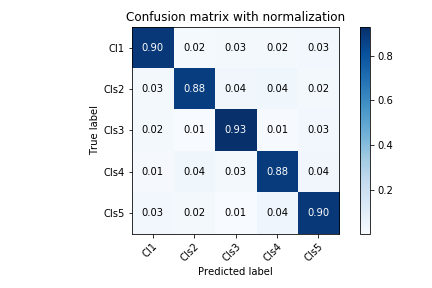 Confusion matrix with normalization
Cl1 0.90 0.02 0.03 0.02 0.03
Cls2 0.03 0.88 0.04 0.04 0.02
Cls3 0.02 0.01 0.93 0.01 0.03
Cls4 0.01 0.04 0.03 0.88 0.04
Cls5 0.03 0.02 0.01 0.04 0.90
Cl1 Cls2 Cls3 Cls4 Cls5
Predicted label
True label
0.8
0.6
0.4
0.2